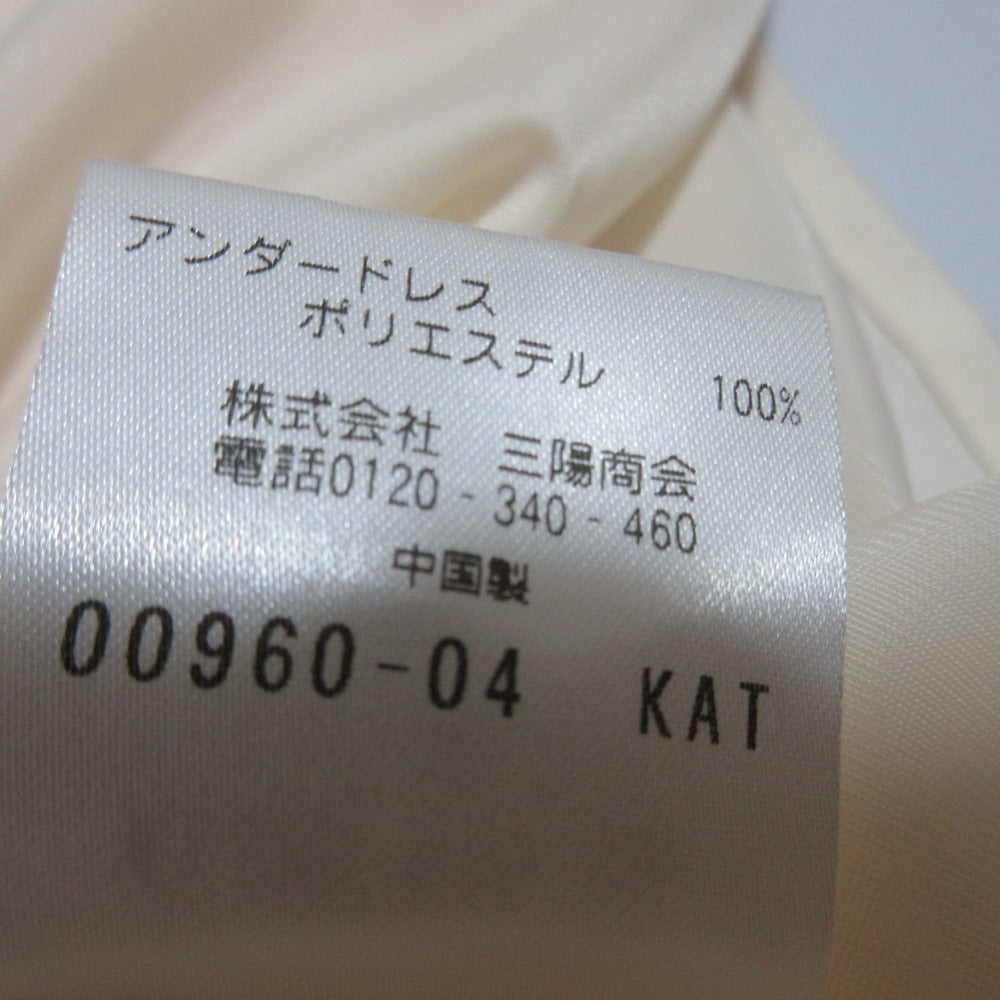 アンダードレス
ポリエステル 100%
株式会社 三陽商会
電話0120-340-460
中国製
00960-04 KAT